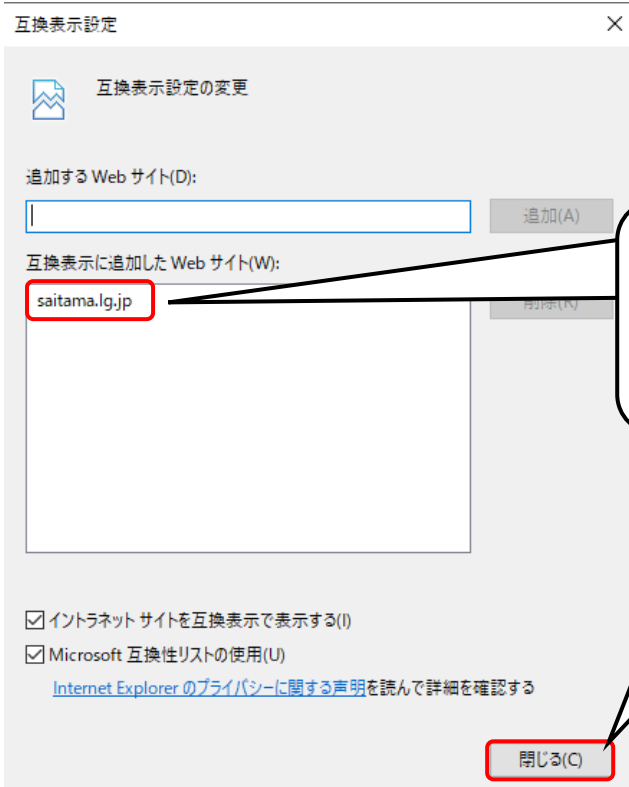 互換表示設定
互換表示設定の変更
追加する Web サイト(D):
追加(A)
互換表示に追加した Web サイト(W):
saitama.lg.jp
削除(R)
イントラネット サイトを互換表示で表示する(I)
Microsoft 互換性リストの使用(U)
Internet Explorer のプライバシーに関する声明を読んで詳細を確認する
閉じる(C)